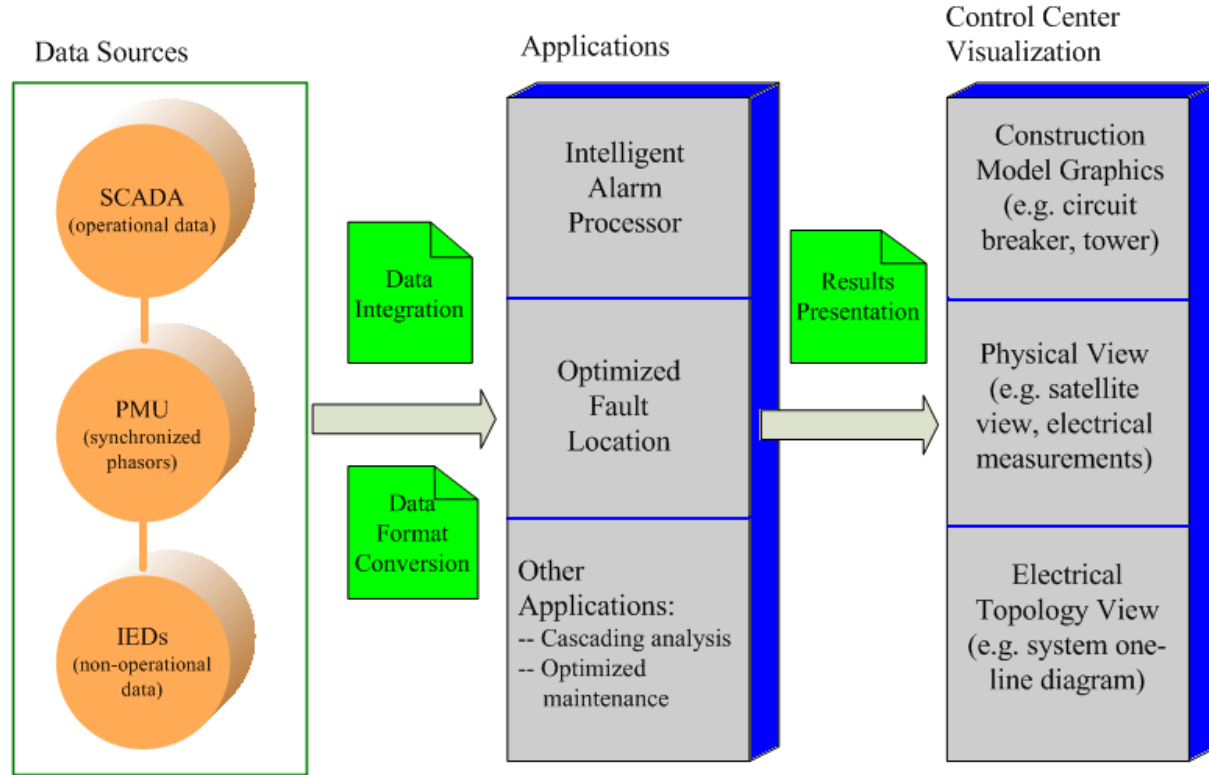 Data Sources
SCADA
(operational data)
PMU
(synchronized
phasors)
IEDs
(non-operational
data)
Data
Integration
Data
Format
Conversion
Applications
Intelligent
Alarm
Processor
Optimized
Fault
Location
Other
Applications:
-- Cascading analysis
-- Optimized
maintenance
Results
Presentation
Control Center
Visualization
Construction
Model Graphics
(e.g. circuit
breaker, tower)
Physical View
(e.g. satellite
view, electrical
measurements)
Electrical
Topology View
(e.g. system one-
line diagram)